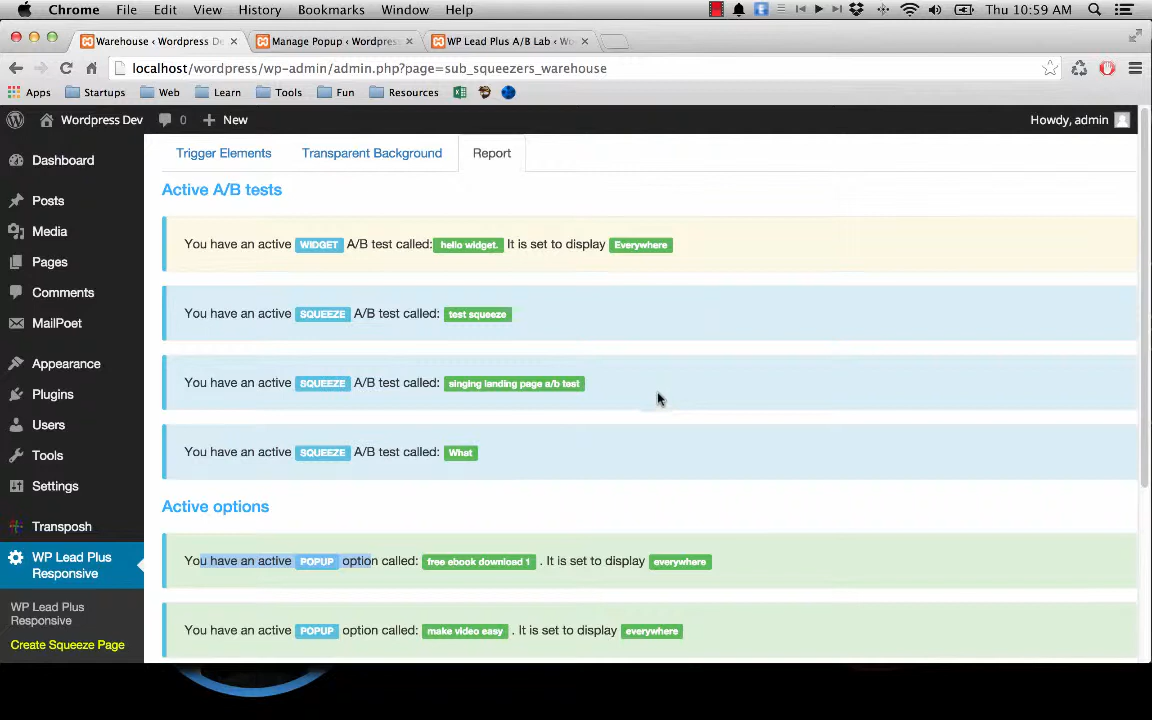 Chrome File Edit View History Bookmarks Window Help Thu 10:59 AM
Warehouse ‹ Wordpress De Manage Popup ‹ Wordpress WP Lead Plus A/B Lab ‹ Wo
localhost/wordpress/wp-admin/admin.php?page=sub_squeezers_warehouse
Apps Startups Web Learn Tools Fun Resources
Wordpress Dev 0 New Howdy, admin
Dashboard
Posts
Media
Pages
Comments
MailPoet
Appearance
Plugins
Users
Tools
Settings
Transposh
WP Lead Plus
Responsive
WP Lead Plus
Responsive
Create Squeeze Page
Trigger Elements Transparent Background Report
Active A/B tests
You have an active WIDGET A/B test called: hello widget. It is set to display Everywhere
You have an active SQUEEZE A/B test called: test squeeze
You have an active SQUEEZE A/B test called: singing landing page a/b test
You have an active SQUEEZE A/B test called: What
Active options
You have an active POPUP option called: free ebook download 1 . It is set to display everywhere
You have an active POPUP option called: make video easy . It is set to display everywhere